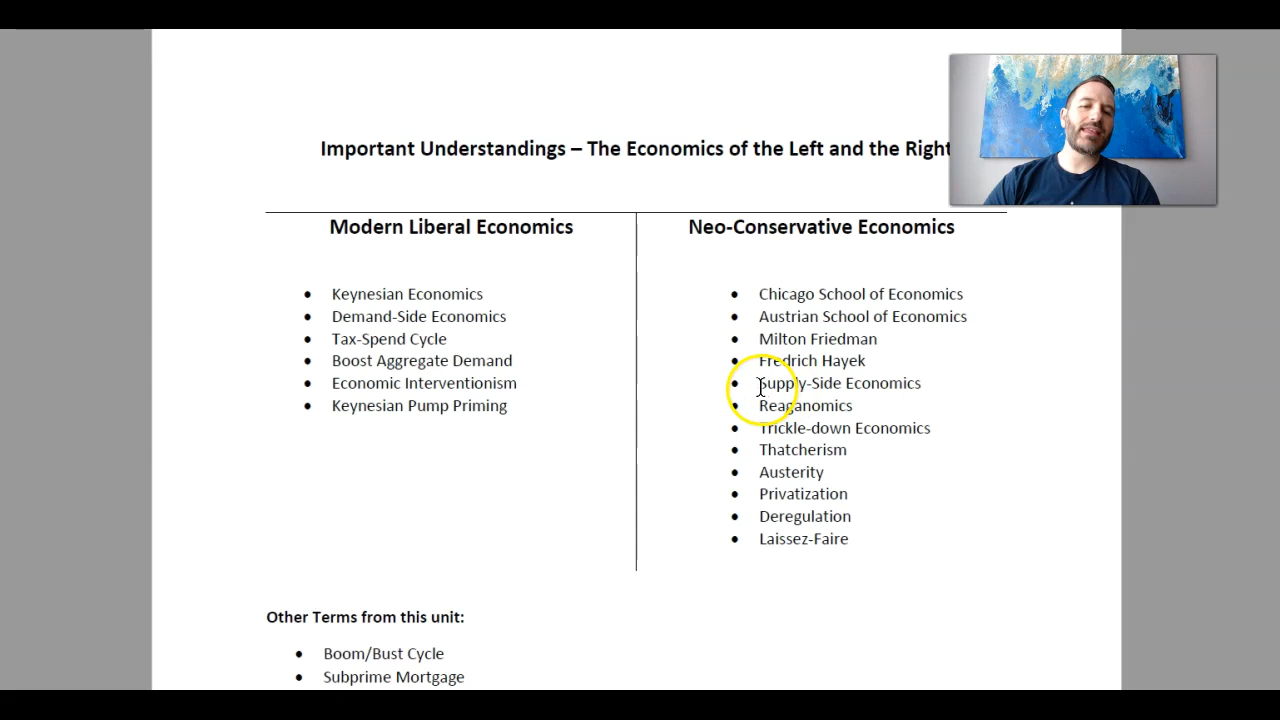 Important Understandings – The Economics of the Left and the Right
Modern Liberal Economics
• Keynesian Economics
• Demand-Side Economics
• Tax-Spend Cycle
• Boost Aggregate Demand
• Economic Interventionism
• Keynesian Pump Priming
Neo-Conservative Economics
• Chicago School of Economics
• Austrian School of Economics
• Milton Friedman
• Fredrich Hayek
• Supply-Side Economics
• Reaganomics
• Trickle-down Economics
• Thatcherism
• Austerity
• Privatization
• Deregulation
• Laissez-Faire
Other Terms from this unit:
• Boom/Bust Cycle
• Subprime Mortgage